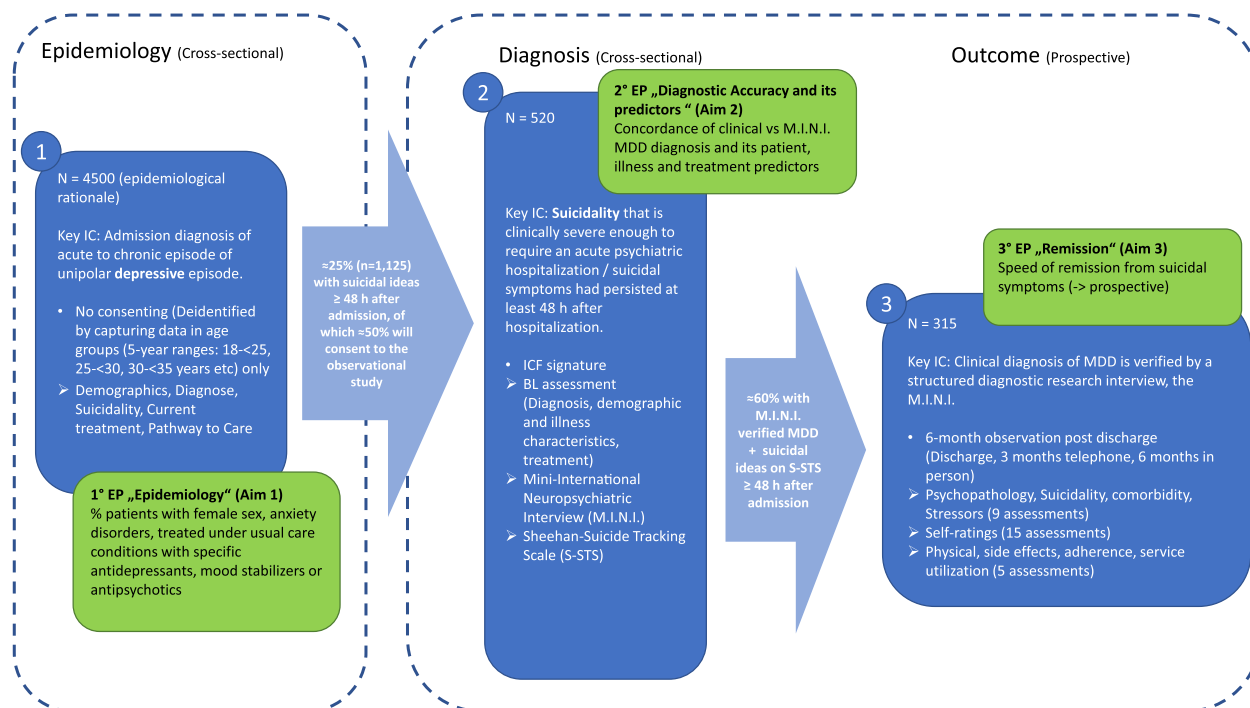 Epidemiology (Cross-sectional)
1
N = 4500 (epidemiological
rationale)
Key IC: Admission diagnosis of
acute to chronic episode of
unipolar depressive episode.
• No consenting (Deidentified
by capturing data in age
groups (5-year ranges: 18-<25,
25-<30, 30-<35 years etc) only
➢ Demographics, Diagnose,
Suicidality, Current
treatment, Pathway to Care
1° EP „Epidemiology“ (Aim 1)
% patients with female sex, anxiety
disorders, treated under usual care
conditions with specific
antidepressants, mood stabilizers or
antipsychotics
≈25% (n=1,125)
with suicidal ideas
≥ 48 h after
admission, of
which ≈50% will
consent to the
observational
study
Diagnosis (Cross-sectional)
2
N = 520
2° EP „Diagnostic Accuracy and its
predictors “ (Aim 2)
Concordance of clinical vs M.I.N.I.
MDD diagnosis and its patient,
illness and treatment predictors
Key IC: Suicidality that is
clinically severe enough to
require an acute psychiatric
hospitalization / suicidal
symptoms had persisted at
least 48 h after
hospitalization.
• ICF signature
➢ BL assessment
(Diagnosis, demographic
and illness
characteristics,
treatment)
➢ Mini-International
Neuropsychiatric
Interview (M.I.N.I.)
➢ Sheehan-Suicide Tracking
Scale (S-STS)
≈60% with
M.I.N.I.
verified MDD
+ suicidal
ideas on S-STS
≥ 48 h after
admission
Outcome (Prospective)
3° EP „Remission“ (Aim 3)
Speed of remission from suicidal
symptoms (-> prospective)
3
N = 315
Key IC: Clinical diagnosis of MDD is verified by a
structured diagnostic research interview, the
M.I.N.I.
• 6-month observation post discharge
(Discharge, 3 months telephone, 6 months in
person)
➢ Psychopathology, Suicidality, comorbidity,
Stressors (9 assessments)
➢ Self-ratings (15 assessments)
➢ Physical, side effects, adherence, service
utilization (5 assessments)